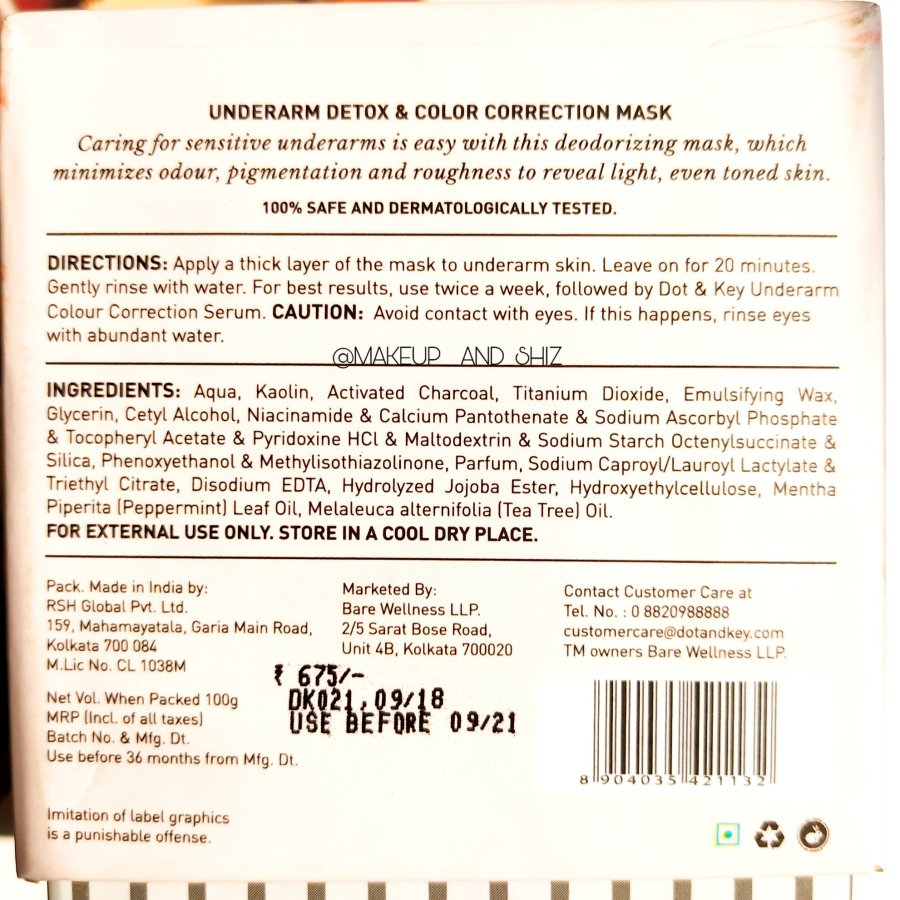 UNDERARM DETOX & COLOR CORRECTION MASK
Caring for sensitive underarms is easy with this deodorizing mask, which
minimizes odour, pigmentation and roughness to reveal light, even toned skin.
100% SAFE AND DERMATOLOGICALLY TESTED.
DIRECTIONS: Apply a thick layer of the mask to underarm skin. Leave on for 20 minutes.
Gently rinse with water. For best results, use twice a week, followed by Dot & Key Underarm
Colour Correction Serum. CAUTION: Avoid contact with eyes. If this happens, rinse eyes
with abundant water.
@MAKEUP_AND_SHIZ
INGREDIENTS: Aqua, Kaolin, Activated Charcoal, Titanium Dioxide, Emulsifying Wax,
Glycerin, Cetyl Alcohol, Niacinamide & Calcium Pantothenate & Sodium Ascorbyl Phosphate
& Tocopheryl Acetate & Pyridoxine HCl & Maltodextrin & Sodium Starch Octenylsuccinate &
Silica, Phenoxyethanol & Methylisothiazolinone, Parfum, Sodium Caproyl/Lauroyl Lactylate &
Triethyl Citrate, Disodium EDTA, Hydrolyzed Jojoba Ester, Hydroxyethylcellulose, Mentha
Piperita (Peppermint) Leaf Oil, Melaleuca alternifolia (Tea Tree) Oil.
FOR EXTERNAL USE ONLY. STORE IN A COOL DRY PLACE.
Pack. Made in India by:
RSH Global Pvt. Ltd.
159, Mahamayatala, Garia Main Road,
Kolkata 700 084
M.Lic No. CL 1038M
Marketed By:
Bare Wellness LLP.
2/5 Sarat Bose Road,
Unit 4B, Kolkata 700020
Contact Customer Care at
Tel. No. : 0 8820988888
customercare@dotandkey.com
TM owners Bare Wellness LLP.
Net Vol. When Packed 100g
MRP (Incl. of all taxes)
Batch No. & Mfg. Dt.
Use before 36 months from Mfg. Dt.
₹ 675/-
DK021,09/18
USE BEFORE 09/21
8 904035 421132
Imitation of label graphics
is a punishable offense.